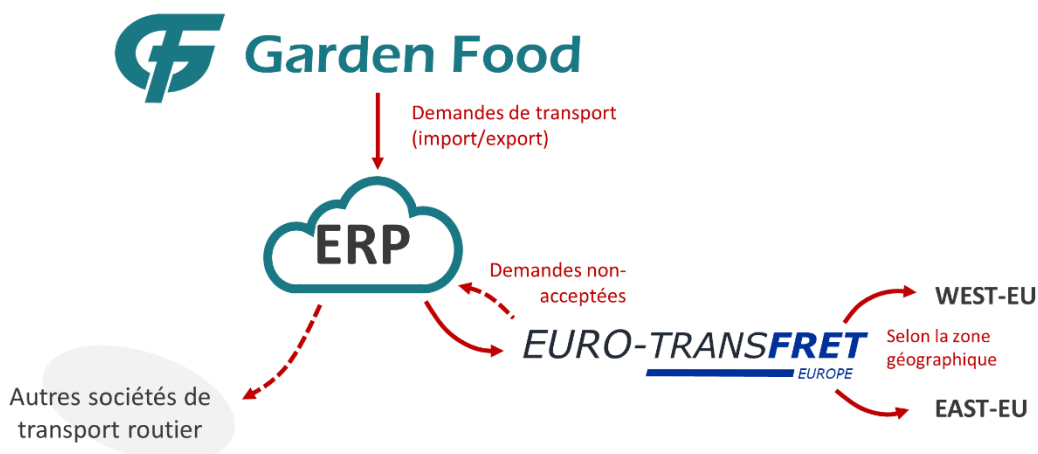 GF Garden Food
Demandes de transport
(import/export)
ERP
Demandes non-
acceptées
WEST-EU
EURO-TRANSFRET
EUROPE
Selon la zone
géographique
EAST-EU
Autres sociétés de
transport routier